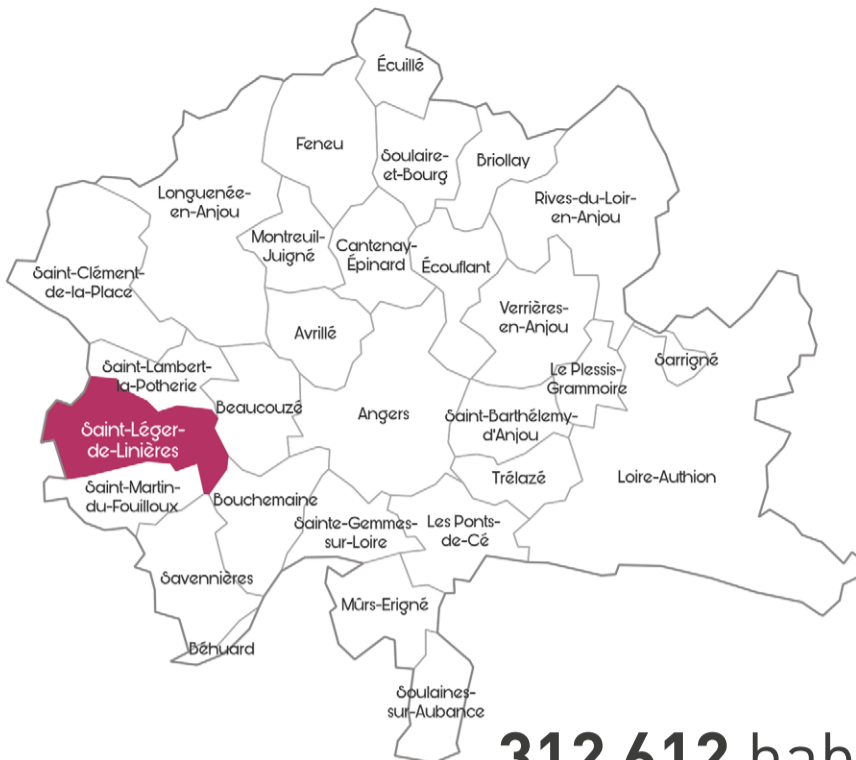 Écuillé
Feneu
Soulaire-
et-Bourg
Briollay
Longuenée-
en-Anjou
Rives-du-Loir-
en-Anjou
Montreuil-
Juigné
Cantenay-
Épinard
Écouflant
Saint-Clément-
de-la-Place
Verrières-
en-Anjou
Avrillé
Sarrigné
Saint-Lambert-
la-Potherie
Le Plessis-
Grammoire
Beaucouzé
Angers
Saint-Barthélemy-
d'Anjou
Saint-Léger-
de-Linières
Trélazé
Loire-Authion
Saint-Martin-
du-Fouilloux
Bouchemaine
Sainte-Gemmes-
sur-Loire
Les Ponts-
de-Cé
Savennières
Mûrs-Erigné
Béhuard
Soulaines-
sur-Aubance
312 612 hab